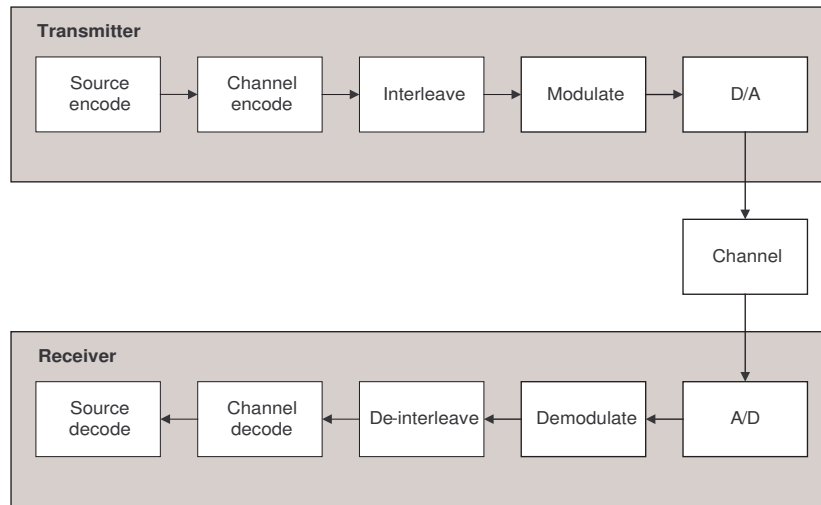 Transmitter
Source
encode
Channel
encode
Interleave
Modulate
D/A
Channel
Receiver
Source
decode
Channel
decode
De-interleave
Demodulate
A/D